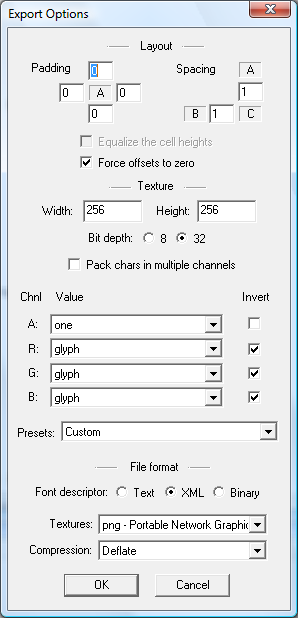 Export Options
Layout
Padding Spacing
0 A
0 A 0 1
0 B 1 C
Equalize the cell heights
Force offsets to zero
Texture
Width: 256 Height: 256
Bit depth: 8 32
Pack chars in multiple channels
Chnl Value Invert
A: one
R: glyph
G: glyph
B: glyph
Presets: Custom
File format
Font descriptor: Text XML Binary
Textures: png - Portable Network Graphic
Compression: Deflate
OK Cancel